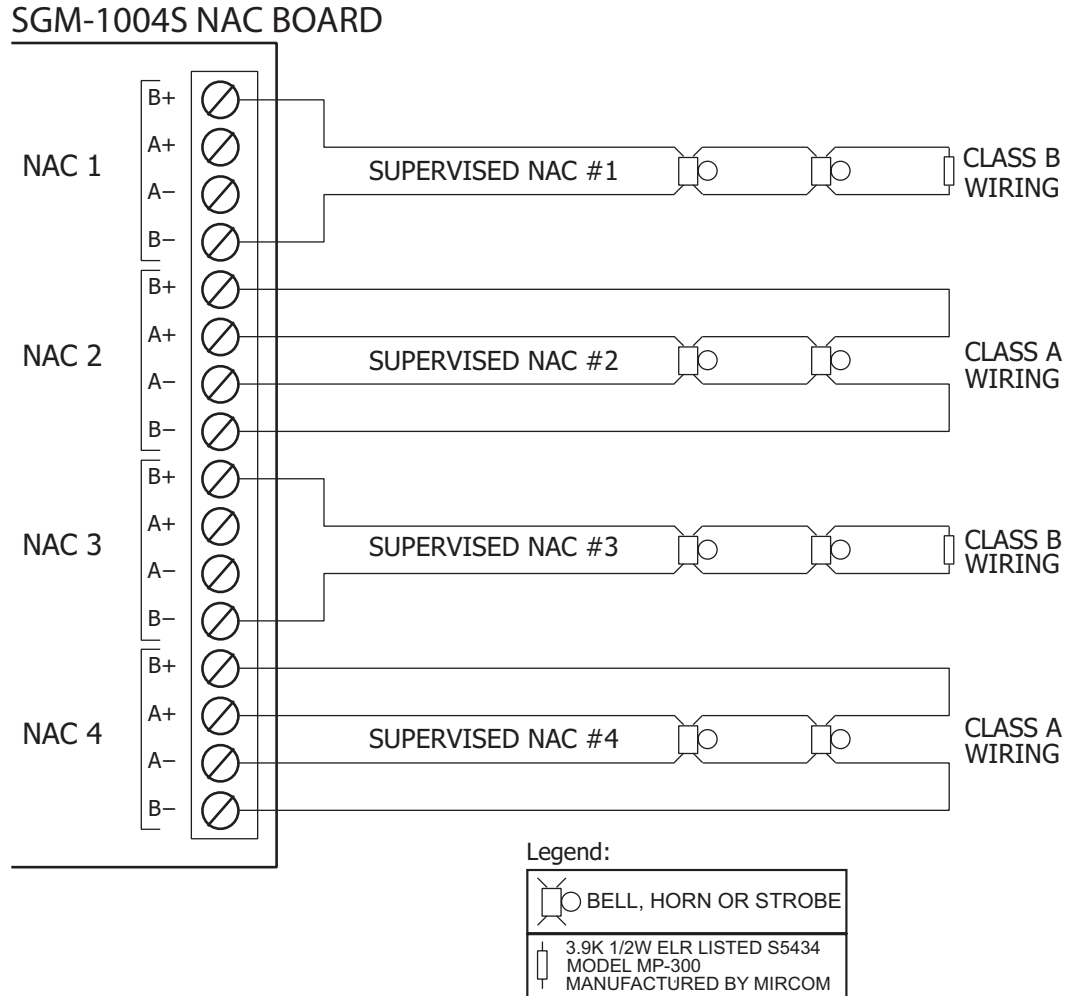 SGM-1004S NAC BOARD
NAC 1
B+
A+
A−
B−
SUPERVISED NAC #1
CLASS B
WIRING
NAC 2
B+
A+
A−
B−
SUPERVISED NAC #2
CLASS A
WIRING
NAC 3
B+
A+
A−
B−
SUPERVISED NAC #3
CLASS B
WIRING
NAC 4
B+
A+
A−
B−
SUPERVISED NAC #4
CLASS A
WIRING
Legend:
BELL, HORN OR STROBE
3.9K 1/2W ELR LISTED S5434
MODEL MP-300
MANUFACTURED BY MIRCOM